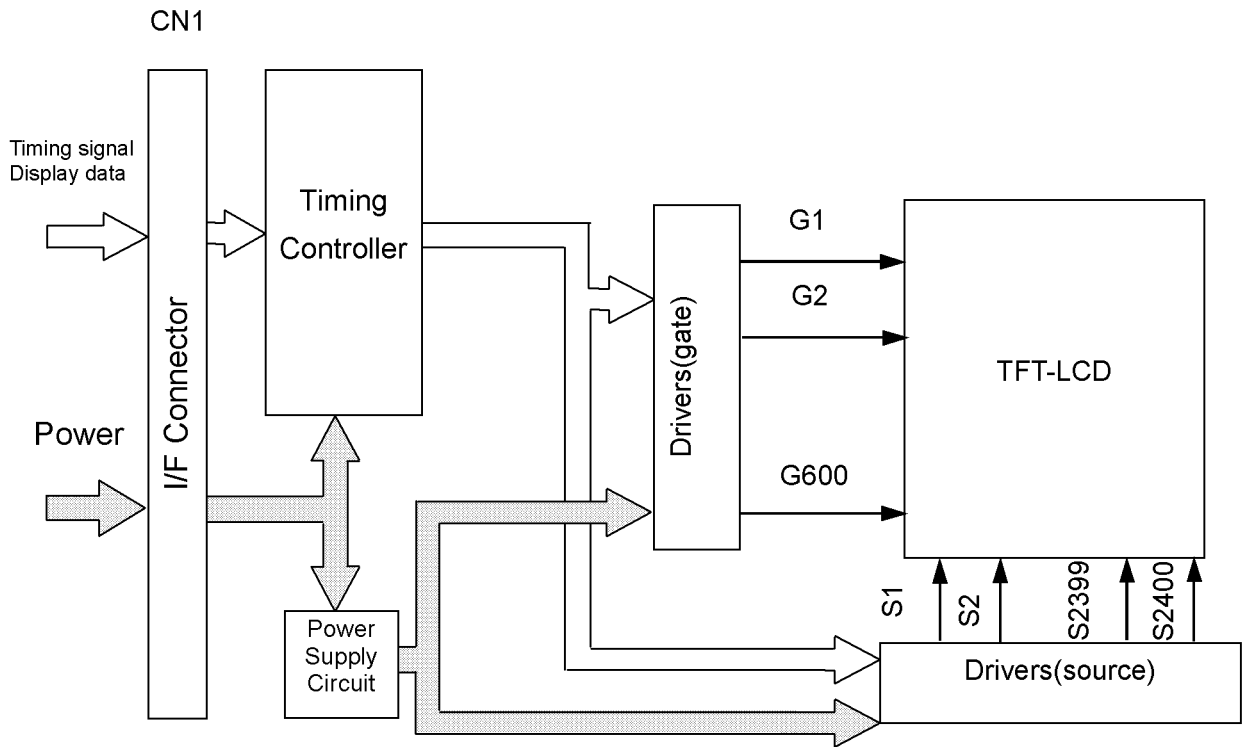 CN1
Timing signal
Display data
Power
I/F Connector
Timing
Controller
Power
Supply
Circuit
Drivers(gate)
G1
G2
G600
TFT-LCD
S1
S2
S2399
S2400
Drivers(source)